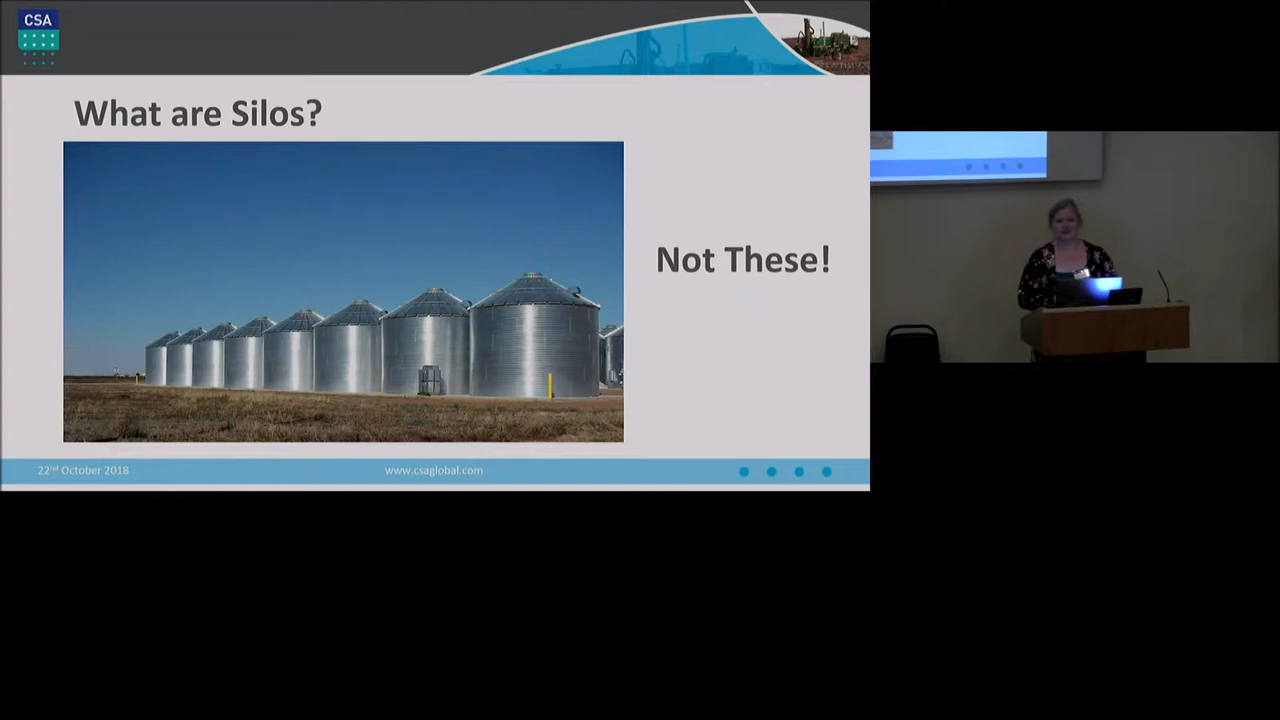 CSA
What are Silos?
Not These!
22nd October 2018
www.csaglobal.com